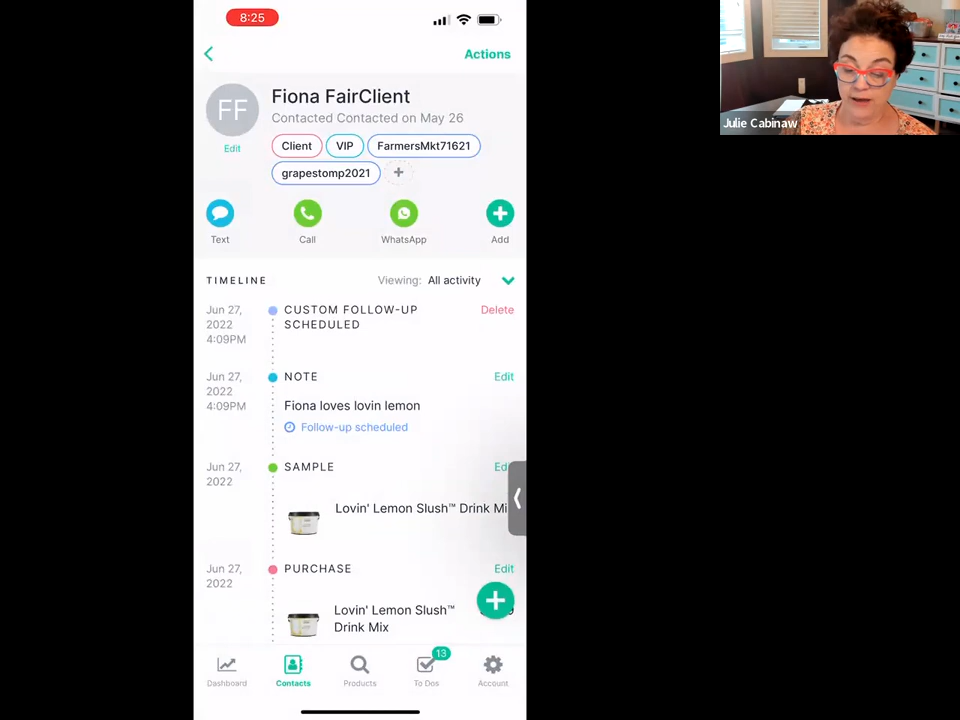 8:25
Actions
FF
Fiona FairClient
Contacted Contacted on May 26
Edit
Client
VIP
FarmersMkt71621
grapestomp2021
Text
Call
WhatsApp
Add
TIMELINE
Viewing: All activity
Jun 27,
2022
4:09PM
CUSTOM FOLLOW-UP
SCHEDULED
Delete
Jun 27,
2022
4:09PM
NOTE
Edit
Fiona loves lovin lemon
Follow-up scheduled
Jun 27,
2022
SAMPLE
Lovin' Lemon Slush™ Drink
Jun 27,
2022
PURCHASE
Edit
Lovin' Lemon Slush™
Drink Mix
Dashboard
Contacts
Products
13
To Dos
Account
Julie Cabinaw